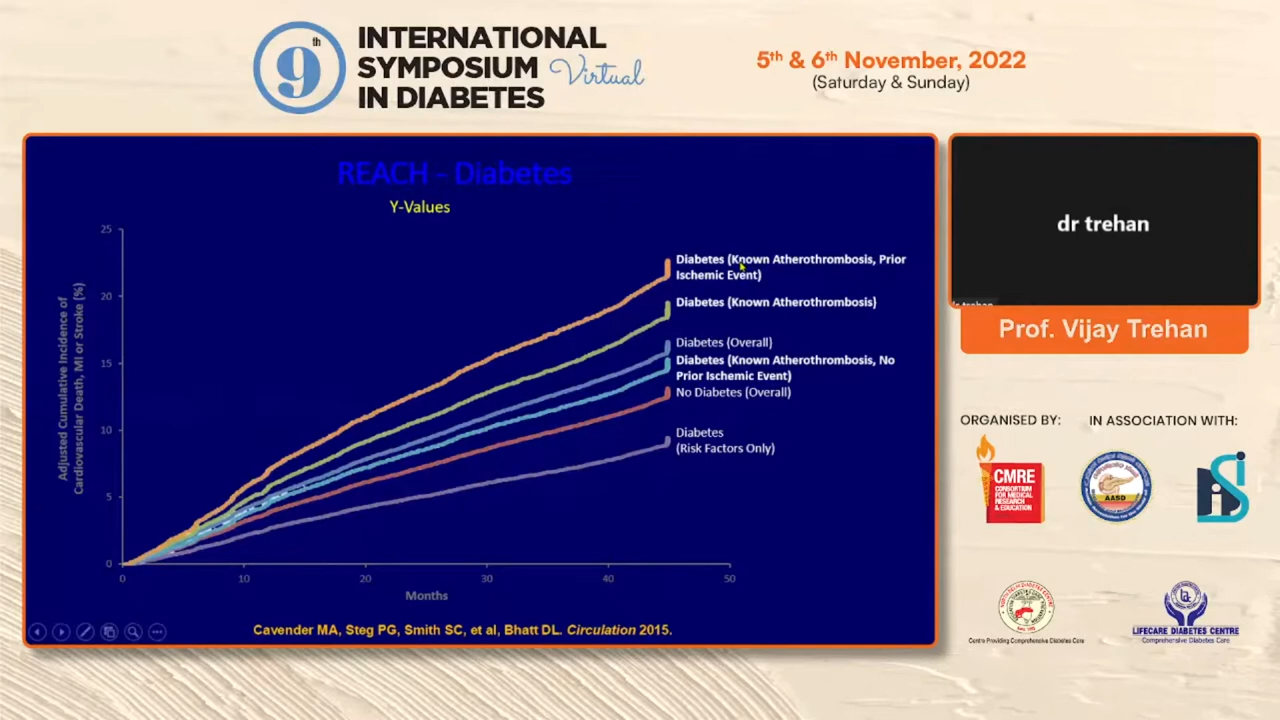 9th
INTERNATIONAL
SYMPOSIUM Virtual
IN DIABETES
5th & 6th November, 2022
(Saturday & Sunday)
REACH - Diabetes
Y-Values
Adjusted Cumulative Incidence of
Cardiovascular Death, MI or Stroke (%)
25
20
15
10
5
0
0 10 20 30 40 50
Months
Diabetes (Known Atherothrombosis, Prior
Ischemic Event)
Diabetes (Known Atherothrombosis)
Diabetes (Overall)
Diabetes (Known Atherothrombosis, No
Prior Ischemic Event)
No Diabetes (Overall)
Diabetes
(Risk Factors Only)
Cavender MA, Steg PG, Smith SC, et al, Bhatt DL. Circulation 2015.
dr trehan
dr trehan
Prof. Vijay Trehan
ORGANISED BY:
IN ASSOCIATION WITH:
CMRE
CONSORTIUM
FOR MEDICAL
RESEARCH
& EDUCATION
AASD
Centre Providing Comprehensive Diabetes Care
LIFECARE DIABETES CENTRE
Comprehensive Diabetes Care